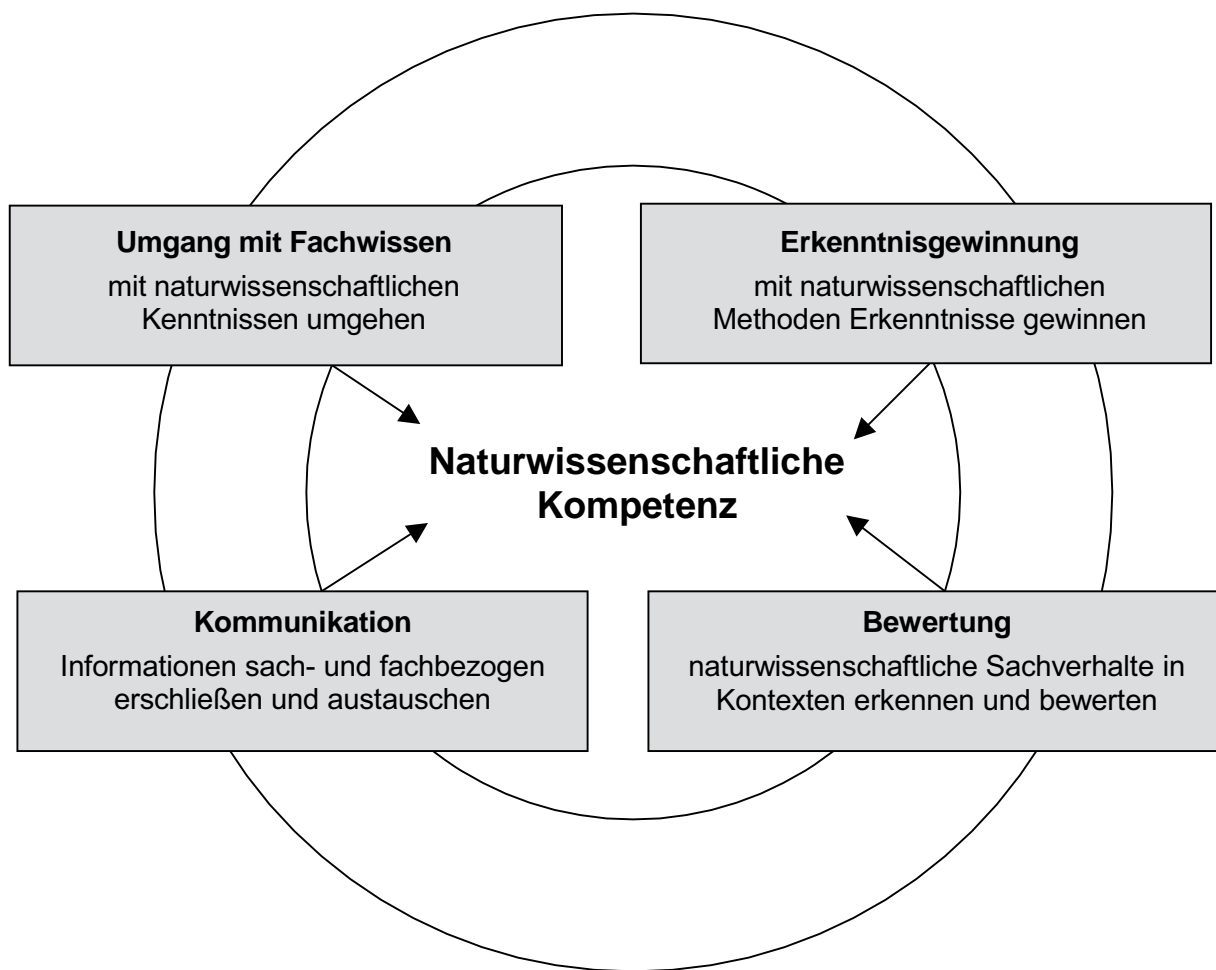 Umgang mit Fachwissen
mit naturwissenschaftlichen
Kenntnissen umgehen
Erkenntnisgewinnung
mit naturwissenschaftlichen
Methoden Erkenntnisse gewinnen
Naturwissenschaftliche
Kompetenz
Kommunikation
Informationen sach- und fachbezogen
erschließen und austauschen
Bewertung
naturwissenschaftliche Sachverhalte in
Kontexten erkennen und bewerten